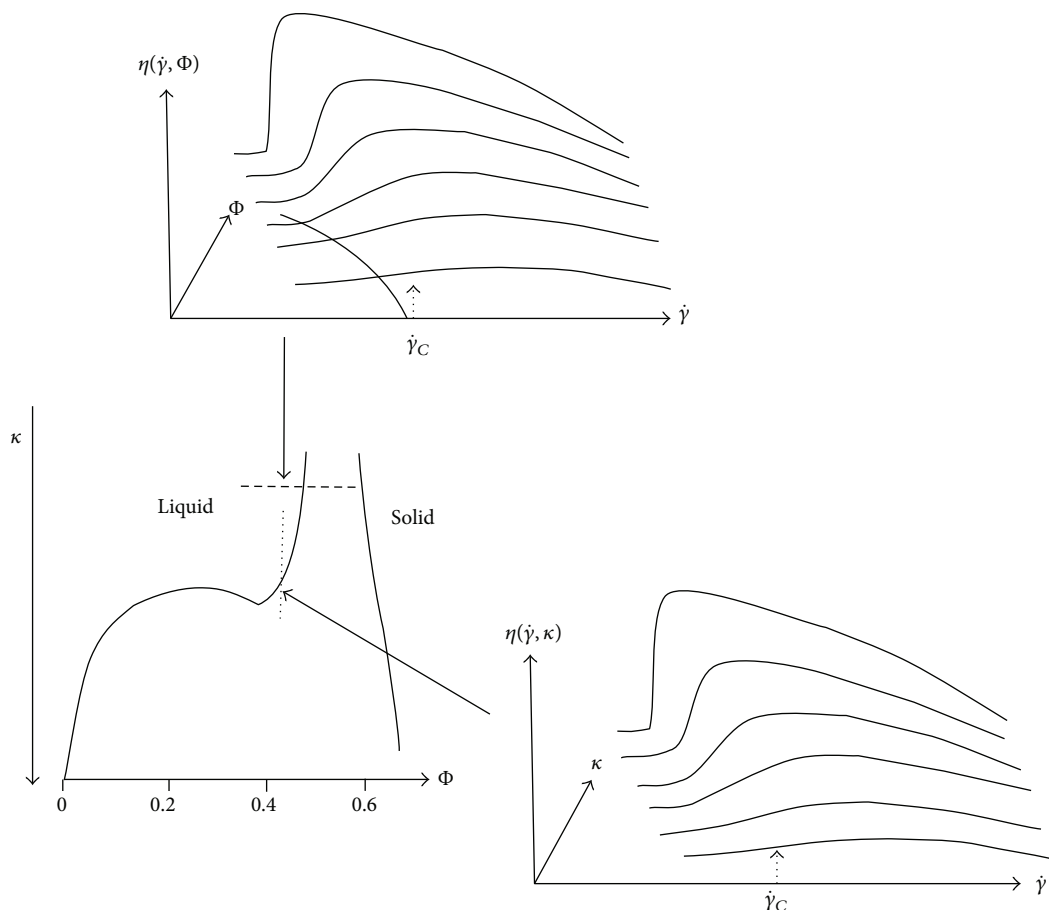 η(γ̇, Φ)
Φ
γ̇
γ̇C
κ
Liquid
Solid
Φ
0 0.2 0.4 0.6
η(γ̇, κ)
κ
γ̇
γ̇C